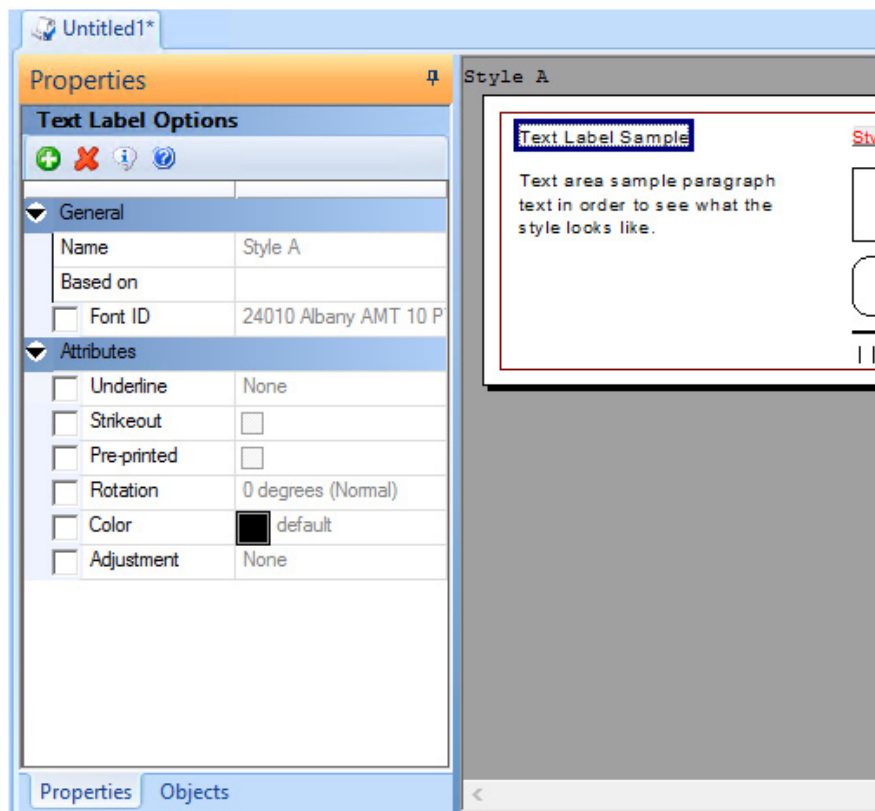 Untitled1*
Properties
Text Label Options
General
Name Style A
Based on
Font ID 24010 Albany AMT 10 P
Attributes
Underline None
Strikeout
Pre-printed
Rotation 0 degrees (Normal)
Color default
Adjustment None
Properties Objects
Style A
Text Label Sample
Text area sample paragraph
text in order to see what the
style looks like.